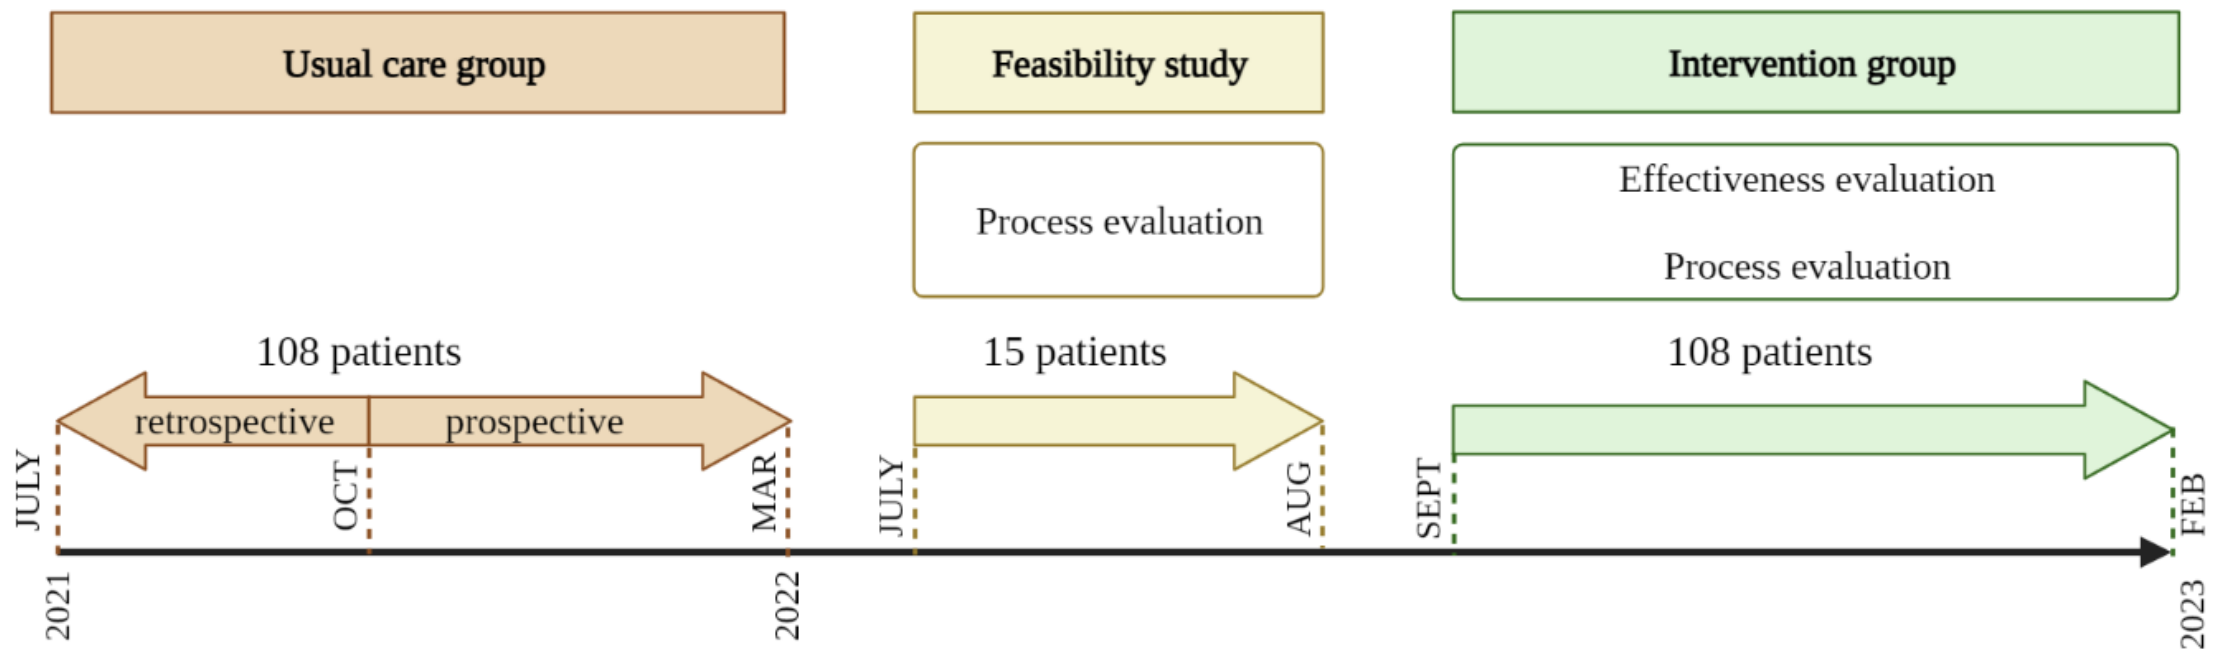 Usual care group
Feasibility study
Intervention group
Process evaluation
Effectiveness evaluation
Process evaluation
108 patients
15 patients
108 patients
retrospective
prospective
JULY
OCT
MAR
JULY
AUG
SEPT
FEB
2021
2022
2023